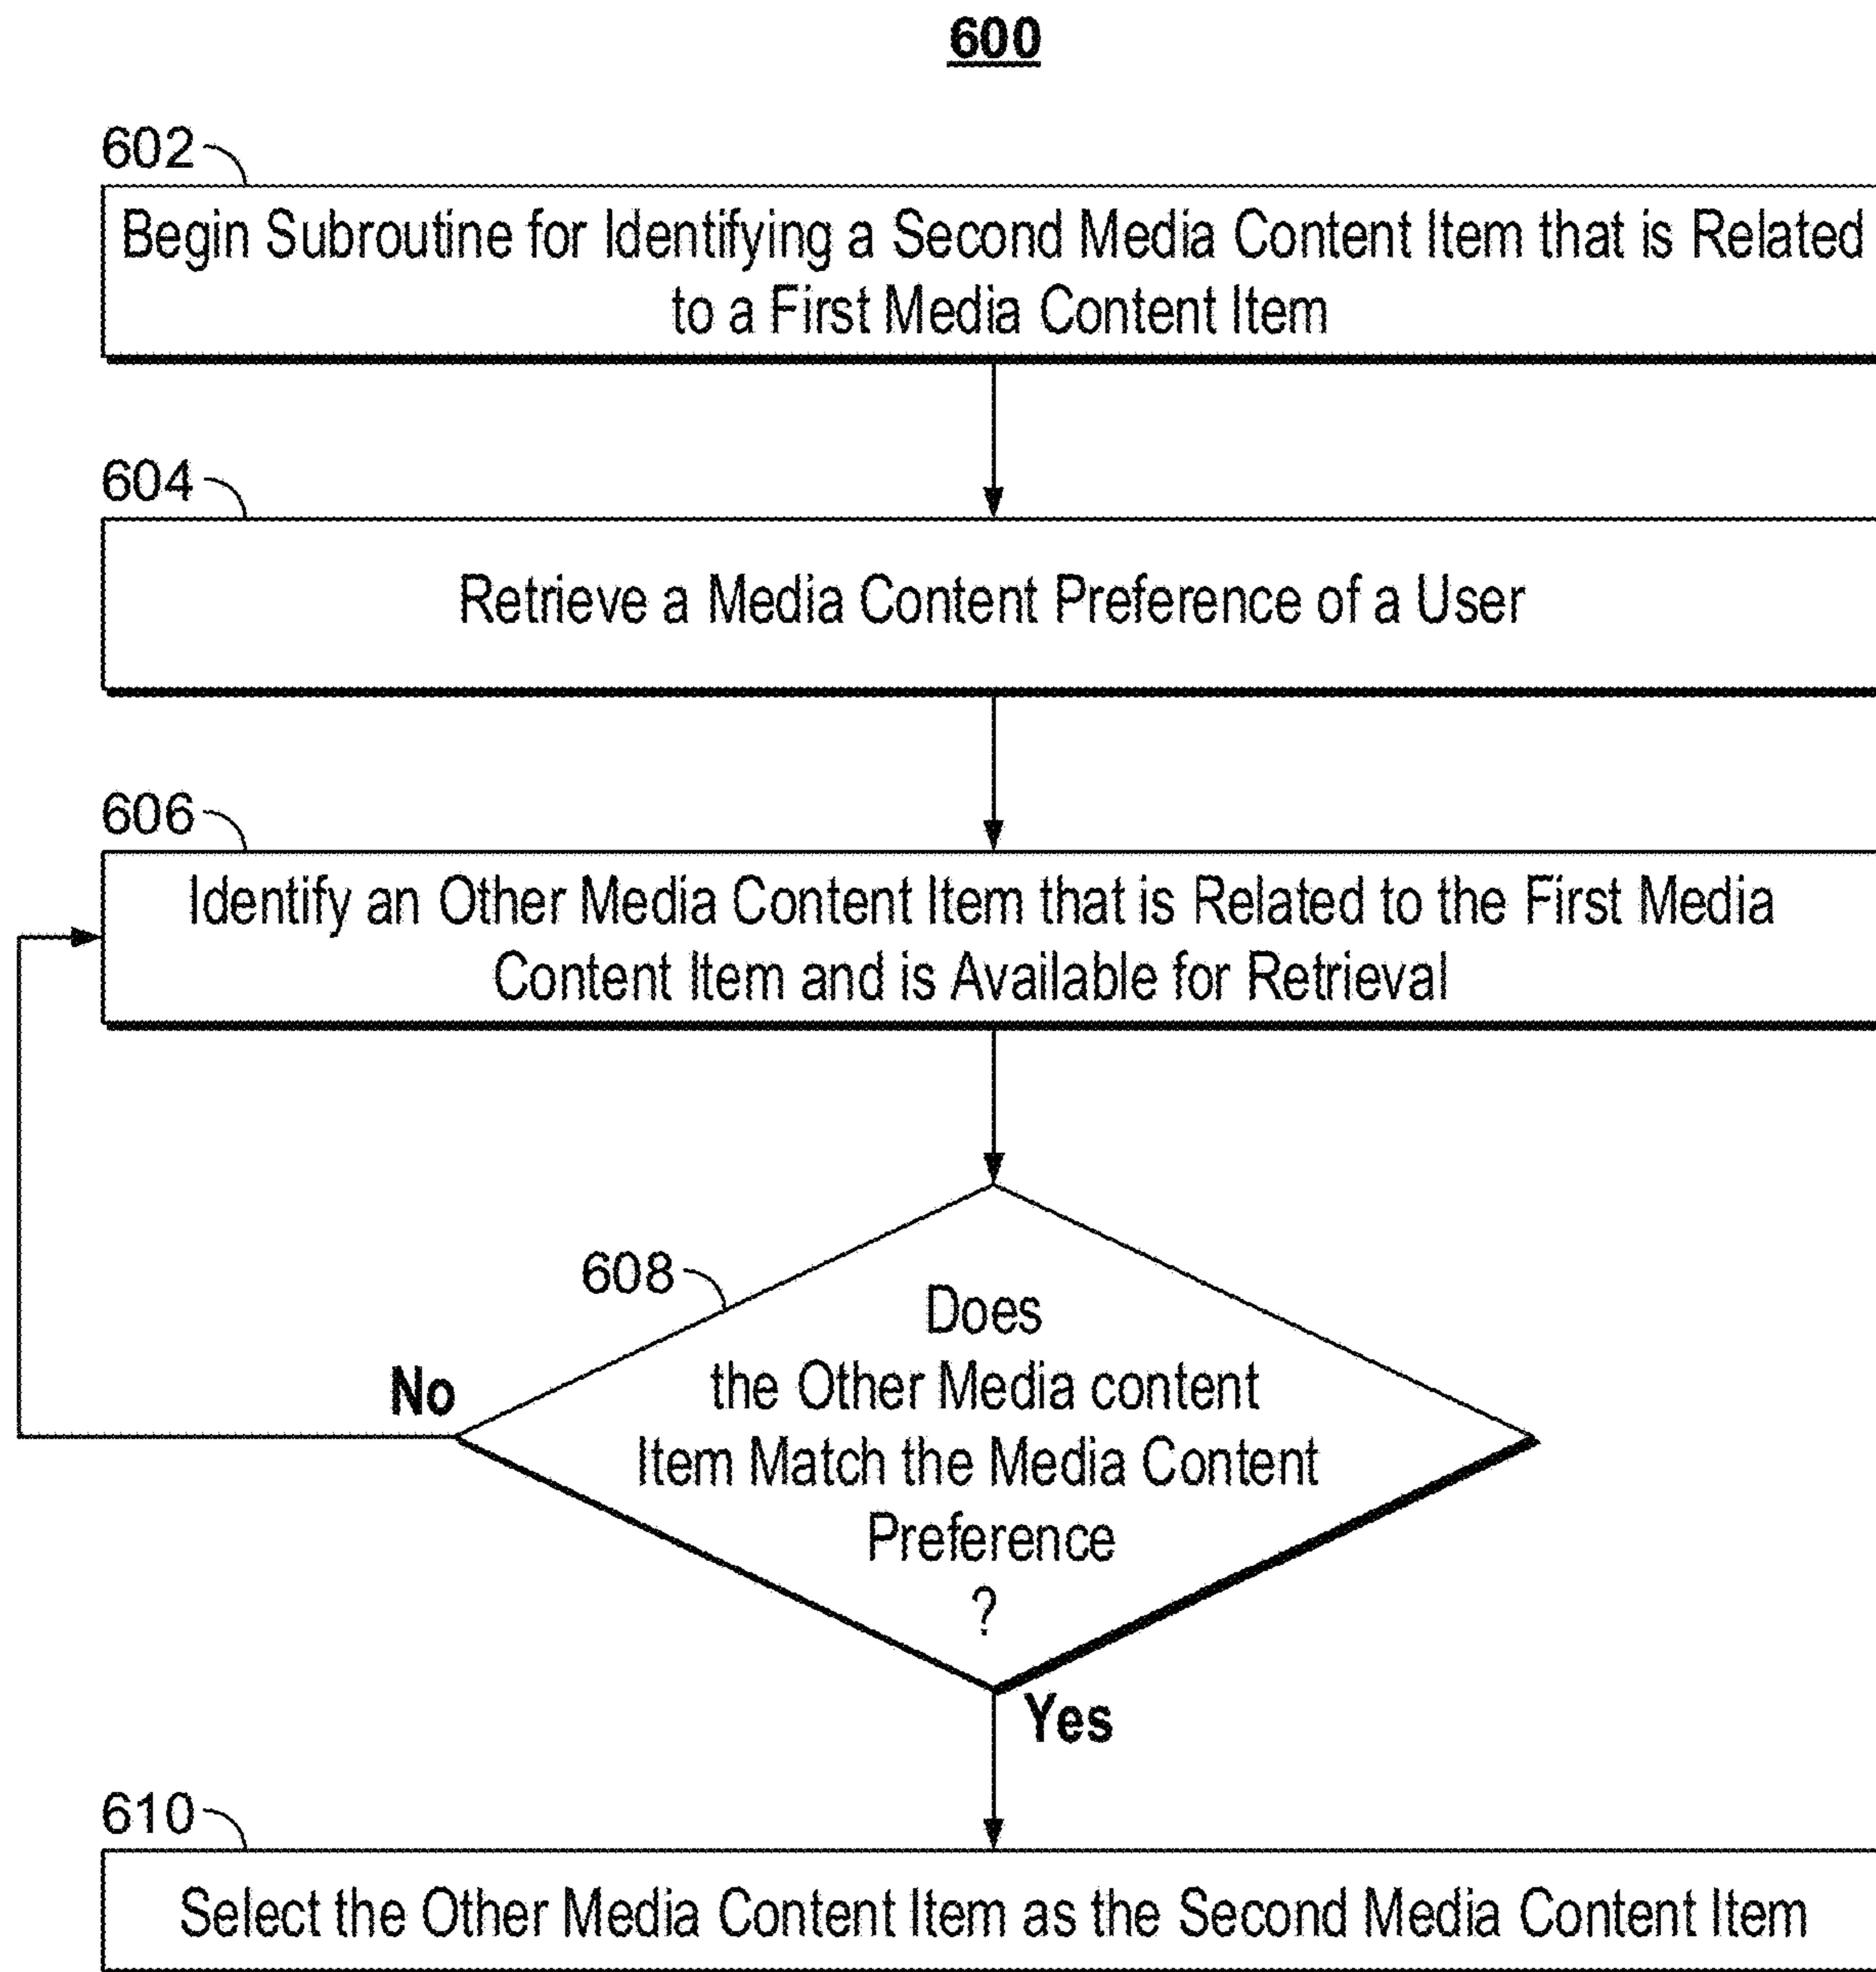 600
602
Begin Subroutine for Identifying a Second Media Content Item that is Related
to a First Media Content Item
604
Retrieve a Media Content Preference of a User
606
Identify an Other Media Content Item that is Related to the First Media
Content Item and is Available for Retrieval
608
Does
the Other Media content
Item Match the Media Content
Preference
?
No
Yes
610
Select the Other Media Content Item as the Second Media Content Item